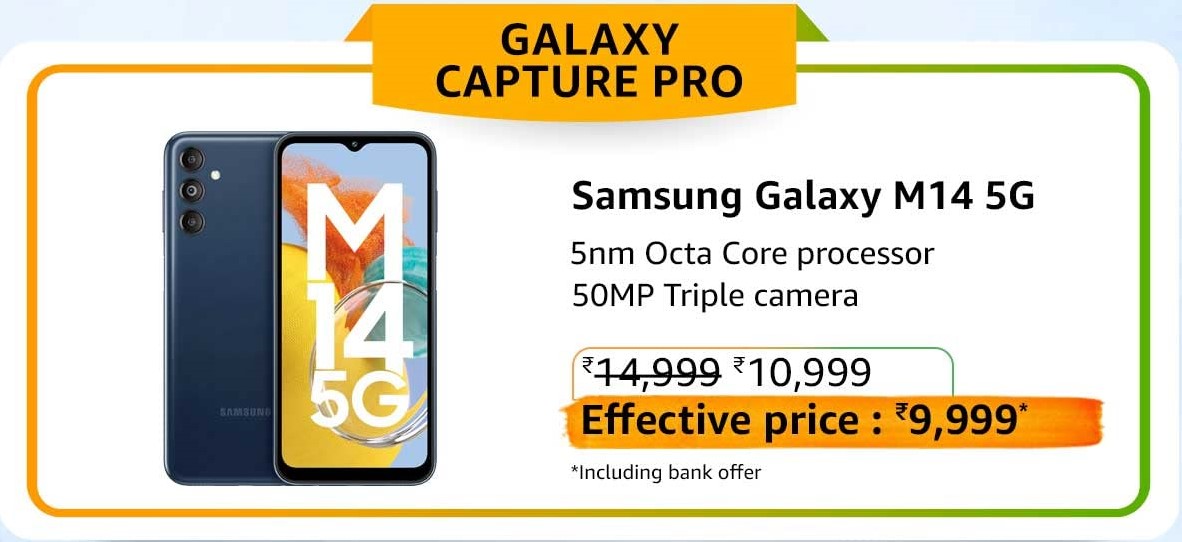 GALAXY
CAPTURE PRO
M
14
5G
SAMSUNG
Samsung Galaxy M14 5G
5nm Octa Core processor
50MP Triple camera
₹14,999 ₹10,999
Effective price : ₹9,999*
*Including bank offer